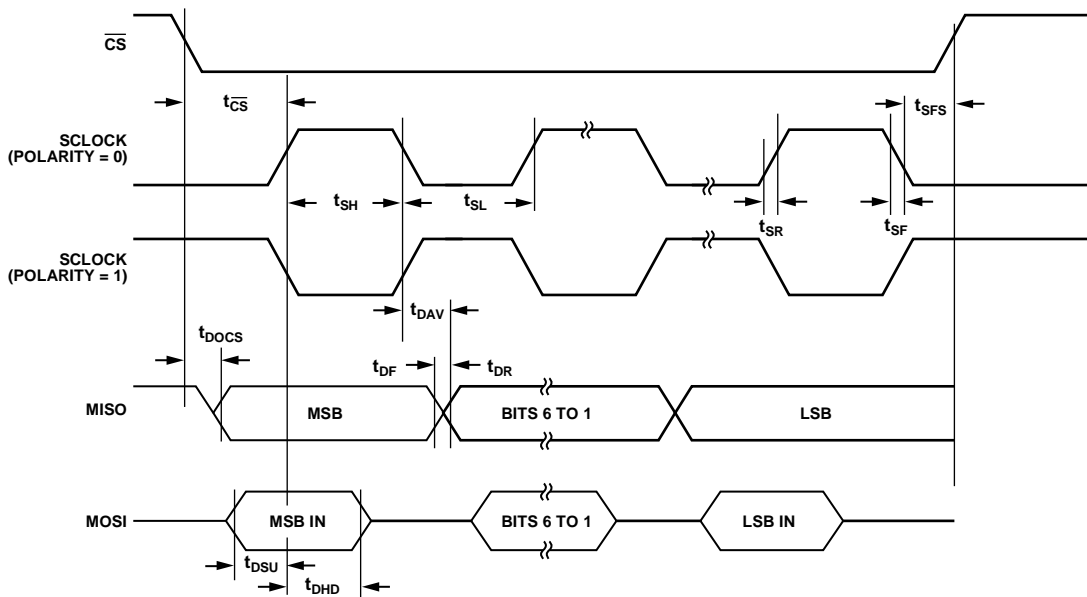 CS
tCS
tSFS
SCLOCK
(POLARITY = 0)
tSH
tSL
tSR
tSF
SCLOCK
(POLARITY = 1)
tDAV
tDOCS
tDF
tDR
MISO
MSB
BITS 6 TO 1
LSB
MOSI
MSB IN
BITS 6 TO 1
LSB IN
tDSU
tDHD